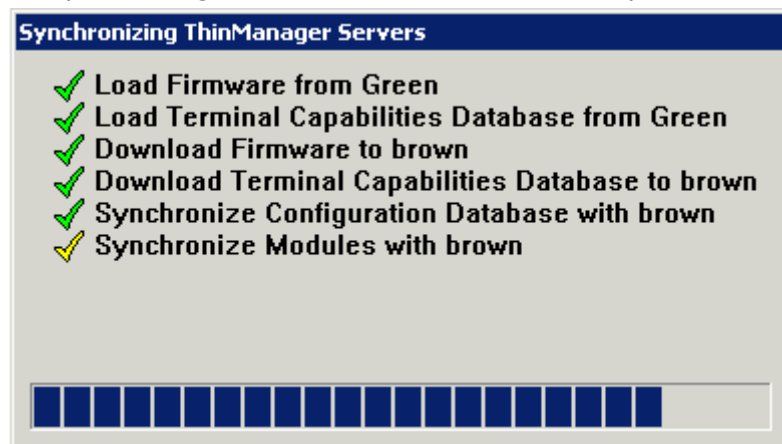 Synchronizing ThinManager Servers
Load Firmware from Green
Load Terminal Capabilities Database from Green
Download Firmware to brown
Download Terminal Capabilities Database to brown
Synchronize Configuration Database with brown
Synchronize Modules with brown